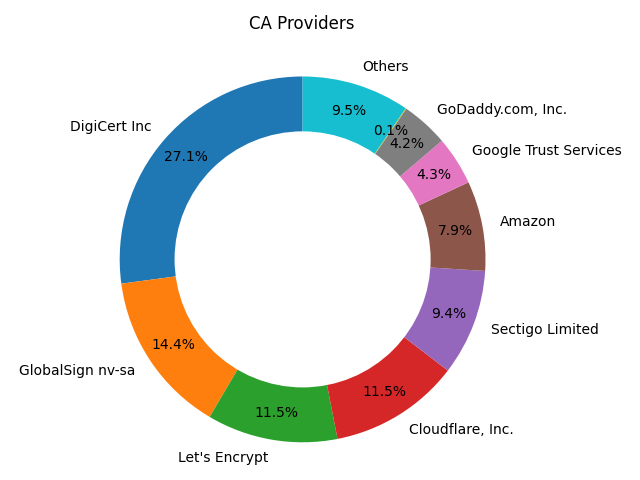 CA Providers
Others
9.5%
GoDaddy.com, Inc.
0.1%
4.2%
Google Trust Services
4.3%
DigiCert Inc
27.1%
Amazon
7.9%
Sectigo Limited
9.4%
GlobalSign nv-sa
14.4%
Cloudflare, Inc.
11.5%
Let's Encrypt
11.5%